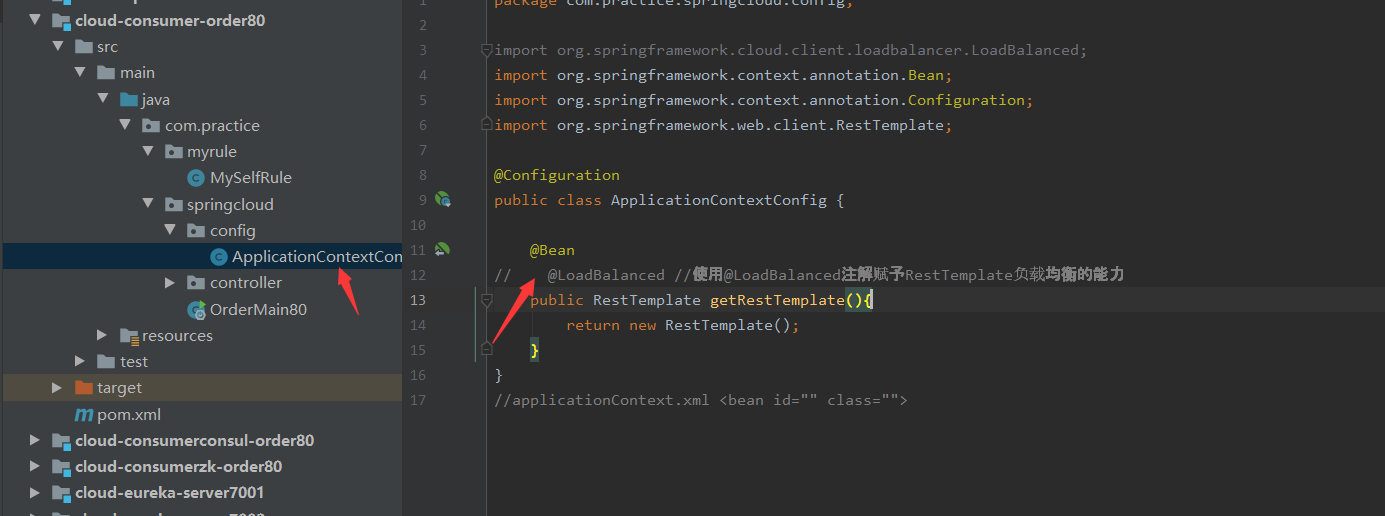 cloud-consumer-order80
src
main
java
com.practice
myrule
MySelfRule
springcloud
config
ApplicationContextCon
controller
OrderMain80
resources
test
target
pom.xml
cloud-consumerconsul-order80
cloud-consumerzk-order80
cloud-eureka-server7001
1 package com.practice.springcloud.config;
2
3 import org.springframework.cloud.client.loadbalancer.LoadBalanced;
4 import org.springframework.context.annotation.Bean;
5 import org.springframework.context.annotation.Configuration;
6 import org.springframework.web.client.RestTemplate;
7
8 @Configuration
9 public class ApplicationContextConfig {
10
11 @Bean
12 // @LoadBalanced //使用@LoadBalanced注解赋予RestTemplate负载均衡的能力
13 public RestTemplate getRestTemplate(){
14 return new RestTemplate();
15 }
16 }
17 //applicationContext.xml <bean id="" class="">